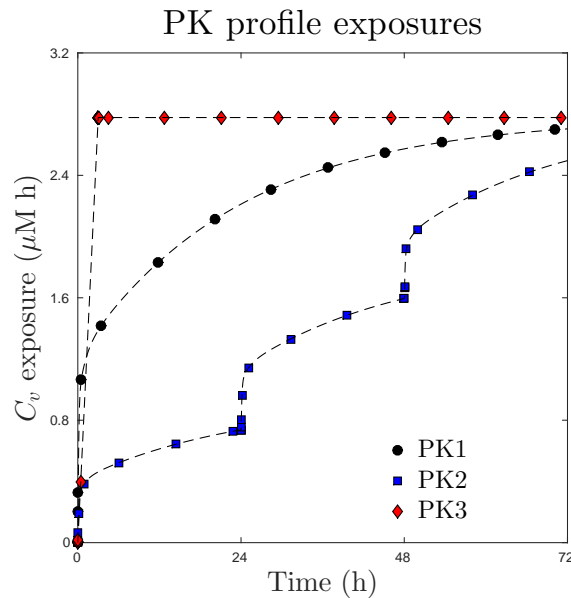 PK profile exposures
3.2
2.4
1.6
0.8
0
C_v exposure (μM h)
PK1
PK2
PK3
0
24
48
72
Time (h)